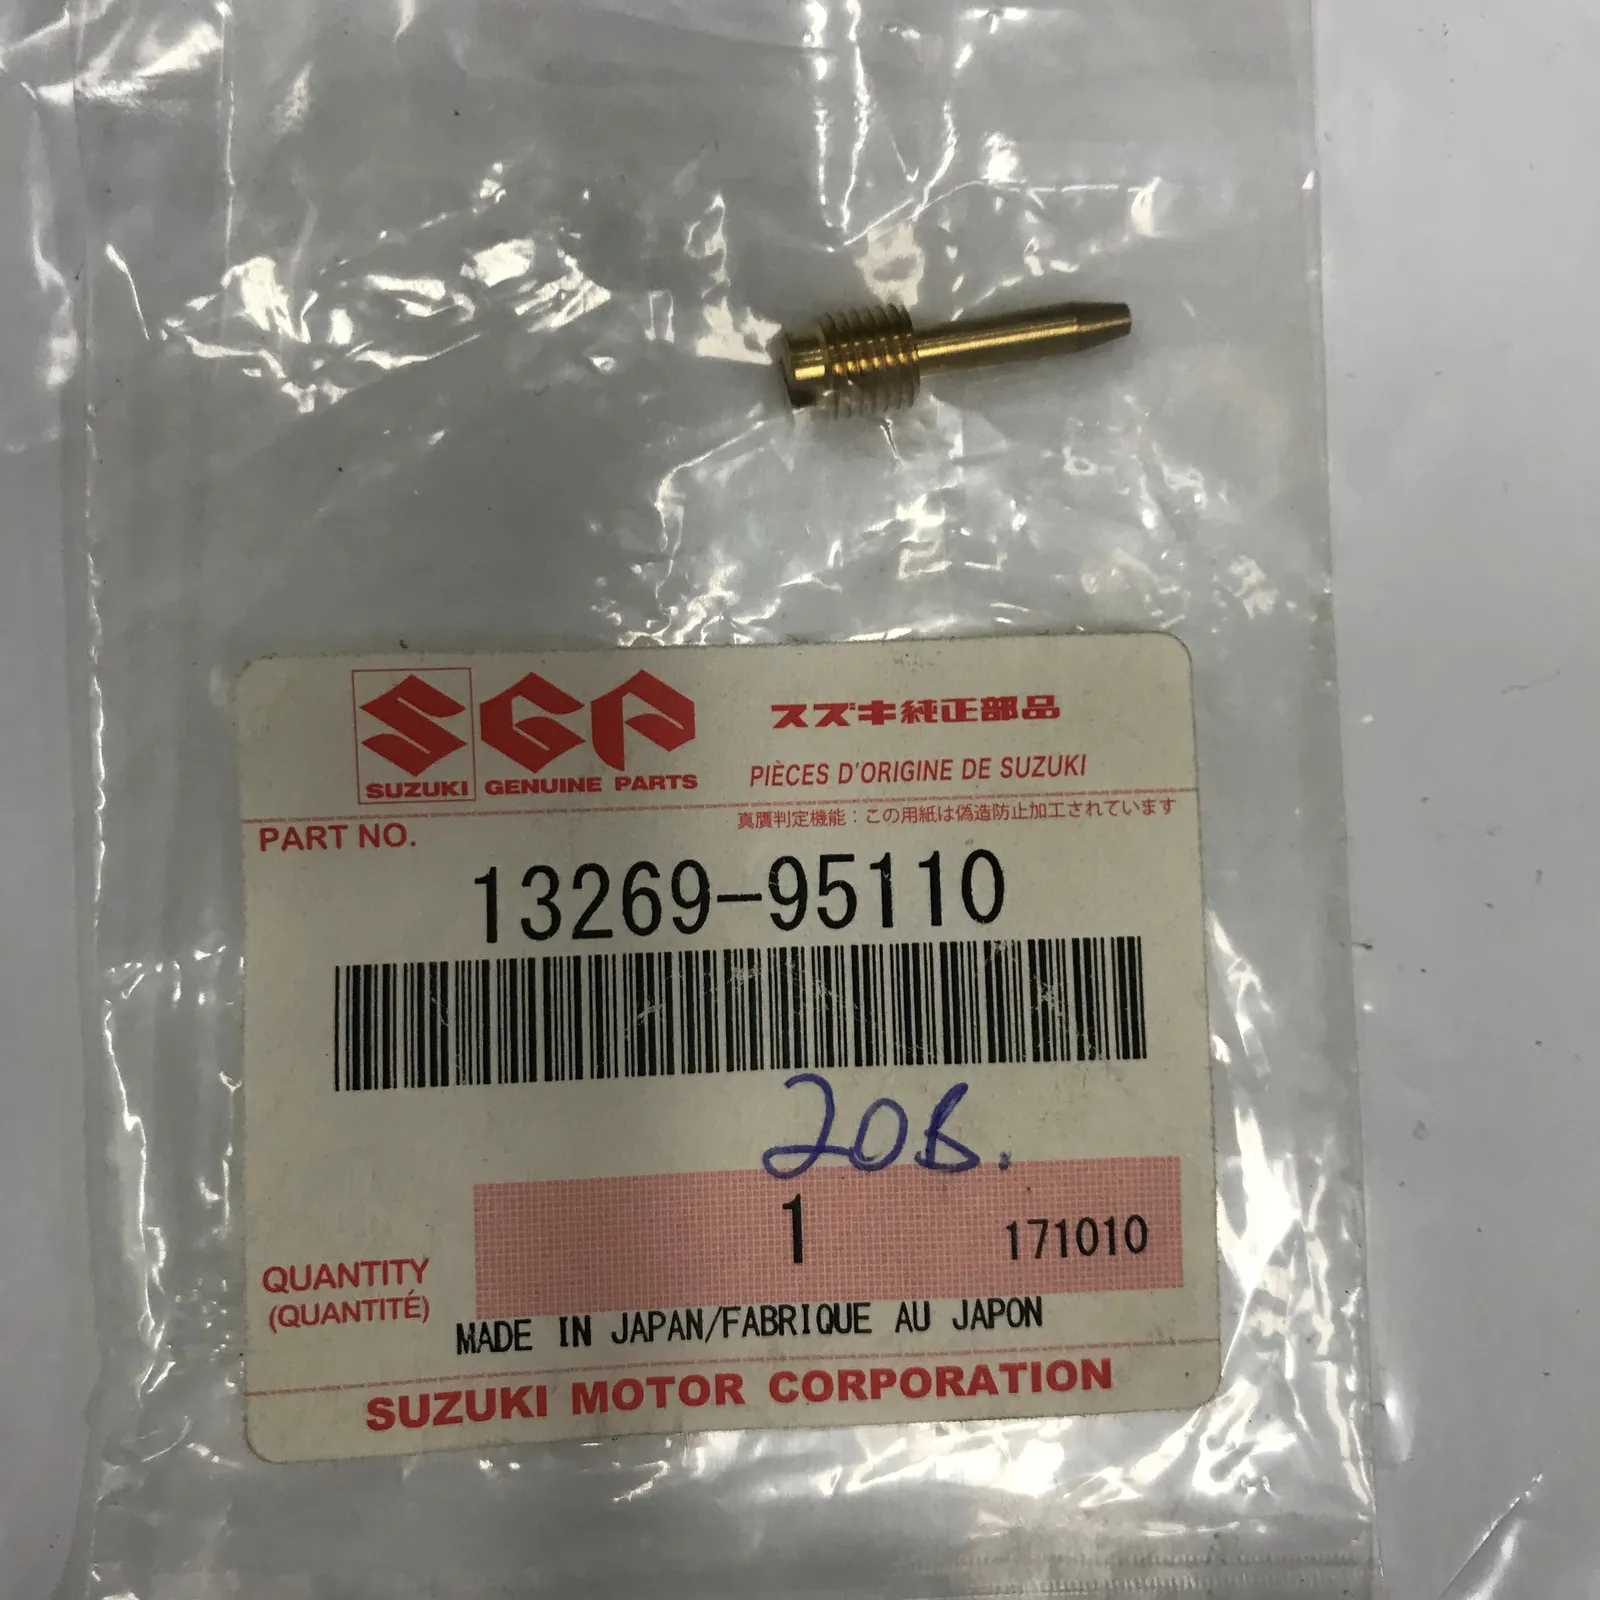 SGP スズキ純正部品
SUZUKI GENUINE PARTS PIÈCES D'ORIGINE DE SUZUKI
真贋判定機能：この用紙は偽造防止加工されています
PART NO.
13269-95110
20B.
1 171010
QUANTITY
(QUANTITÉ)
MADE IN JAPAN/FABRIQUE AU JAPON
SUZUKI MOTOR CORPORATION